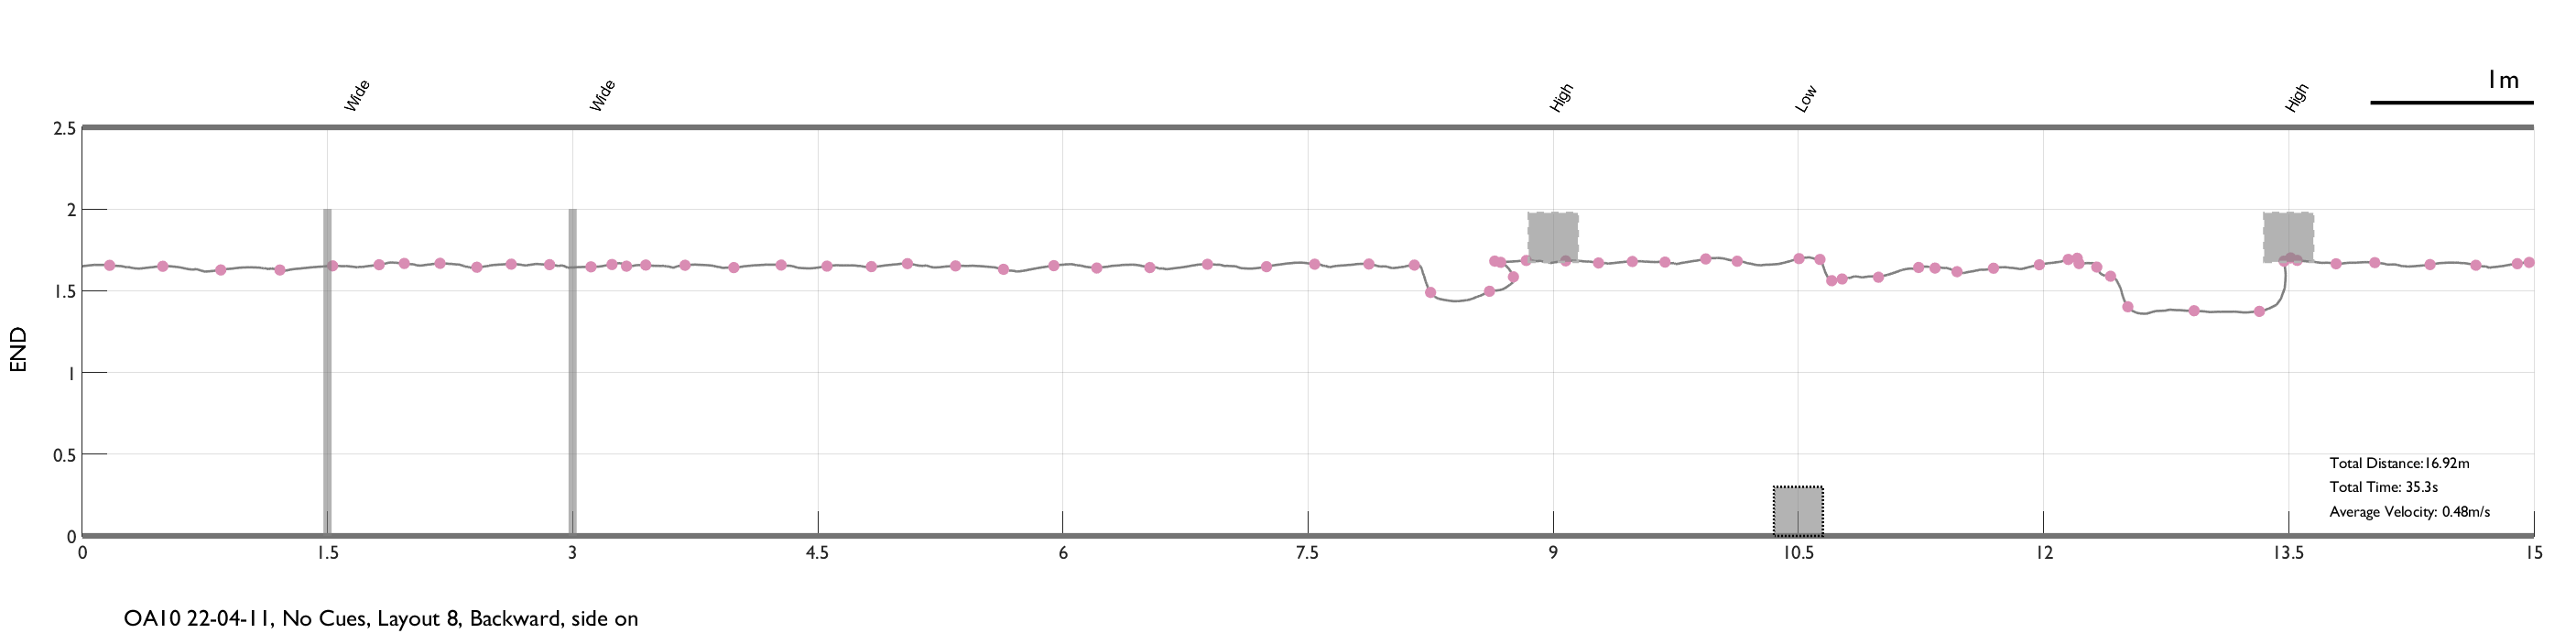 Wide
Wide
High
Low
High
1m
2.5
2
1.5
1
0.5
0
END
Total Distance:16.92m
Total Time: 35.3s
Average Velocity: 0.48m/s
0 1.5 3 4.5 6 7.5 9 10.5 12 13.5 15
OA10 22-04-11, No Cues, Layout 8, Backward, side on